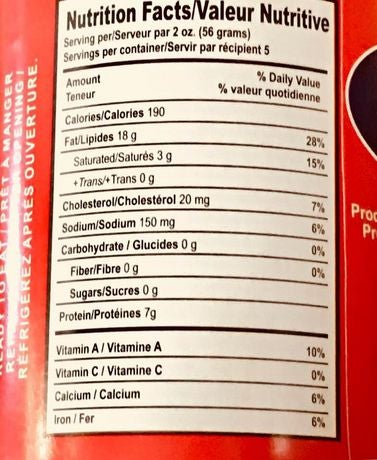 Nutrition Facts/Valeur Nutritive
Serving per/Serveur par 2 oz. (56 grams)
Servings per container/Servir par récipient 5
Amount % Daily Value
Teneur % valeur quotidienne
Calories/Calories 190
Fat/Lipides 18 g 28%
Saturated/Saturés 3 g 15%
+Trans/+Trans 0 g
Cholesterol/Cholestérol 20 mg 7%
Sodium/Sodium 150 mg 6%
Carbohydrate / Glucides 0 g 0%
Fiber/Fibre 0 g 0%
Sugars/Sucres 0 g
Protein/Protéines 7g
Vitamin A / Vitamine A 10%
Vitamin C / Vitamine C 0%
Calcium / Calcium 6%
Iron / Fer 6%
READY TO EAT / PRÊT À MANGER
OPENING /
RÉFRIGÉREZ APRÈS OUVERTURE.